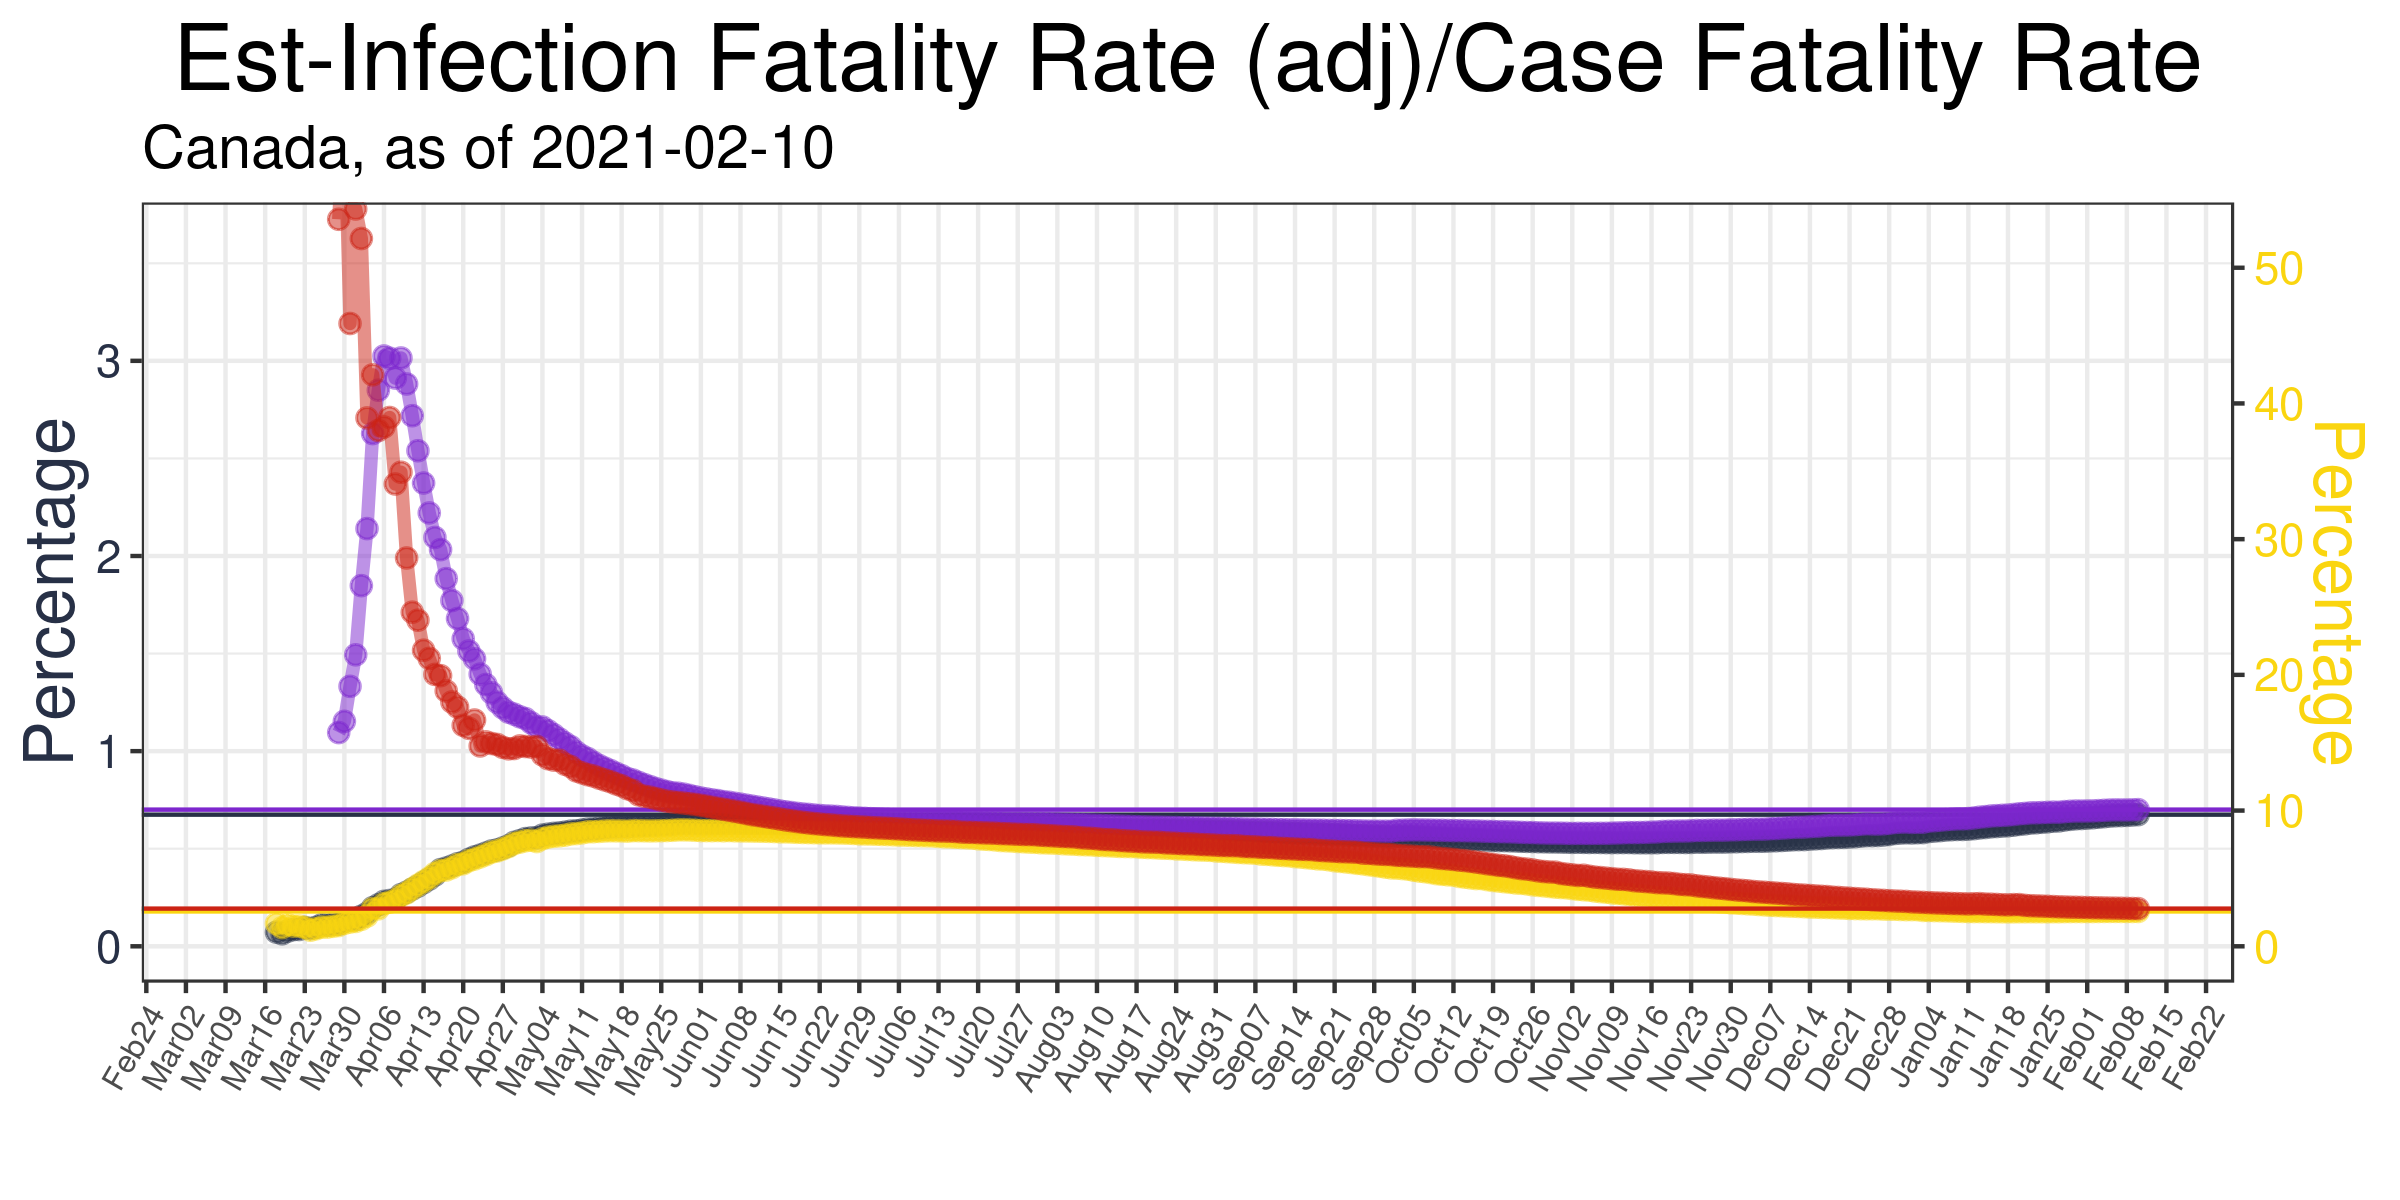 Est-Infection Fatality Rate (adj)/Case Fatality Rate
Canada, as of 2021-02-10
Percentage
3
2
1
0
50
40
30
20
10
0
Percentage
Feb24 Mar02 Mar09 Mar16 Mar23 Mar30 Apr06 Apr13 Apr20 Apr27 May04 May11 May18 May25 Jun01 Jun08 Jun15 Jun22 Jun29 Jul06 Jul13 Jul20 Jul27 Aug03 Aug10 Aug17 Aug24 Aug31 Sep07 Sep14 Sep21 Sep28 Oct05 Oct12 Oct19 Oct26 Nov02 Nov09 Nov16 Nov23 Nov30 Dec07 Dec14 Dec21 Dec28 Jan04 Jan11 Jan18 Jan25 Feb01 Feb08 Feb15 Feb22